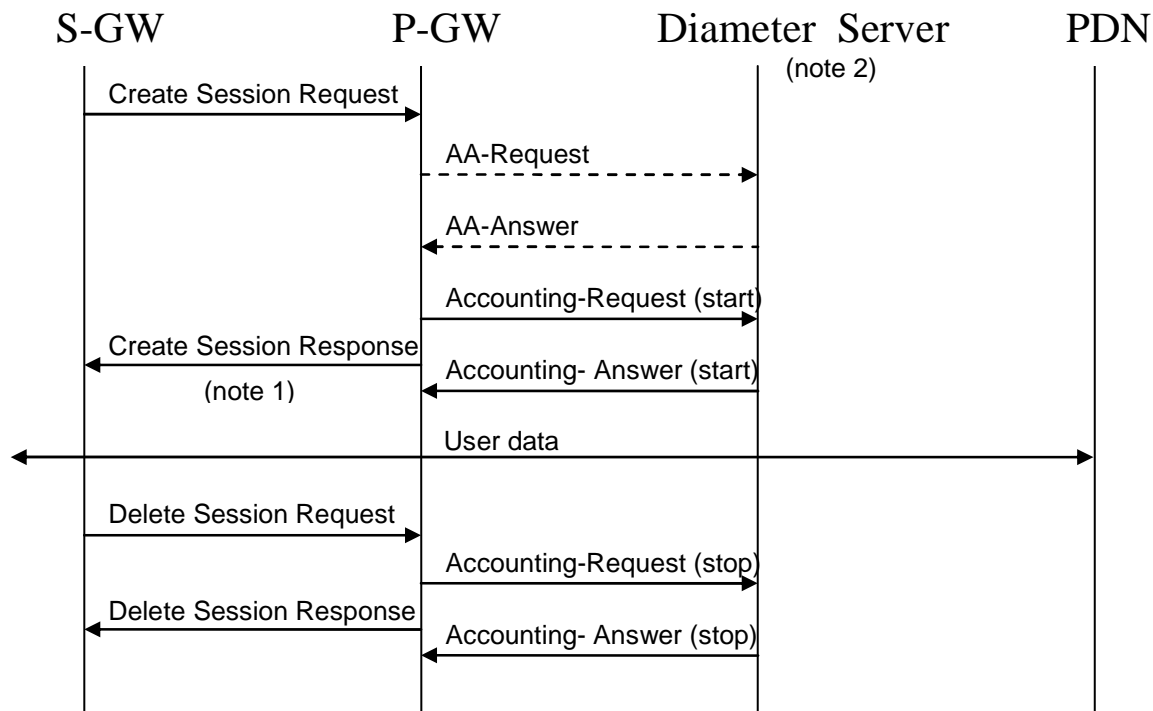 S-GW P-GW Diameter Server PDN
(note 2)
Create Session Request
AA-Request
AA-Answer
Accounting-Request (start)
Create Session Response
(note 1)
Accounting- Answer (start)
User data
Delete Session Request
Accounting-Request (stop)
Delete Session Response
Accounting- Answer (stop)